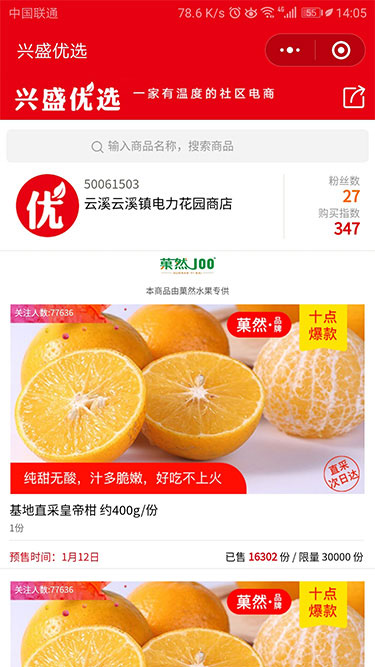 中国联通 78.6 K/s 4G 55 14:05
兴盛优选
兴盛优选 一家有温度的社区电商
输入商品名称，搜索商品
优
50061503
云溪云溪镇电力花园商店
粉丝数
27
购买指数
347
菓然JOO
本商品由菓然水果专供
关注人数:77636
菓然·品牌
十点
爆款
纯甜无酸，汁多脆嫩，好吃不上火
直采
次日达
基地直采皇帝柑 约400g/份
1份
预售时间：1月12日 已售 16302 份 / 限量 30000 份
关注人数:77636
菓然·品牌
十点
爆款